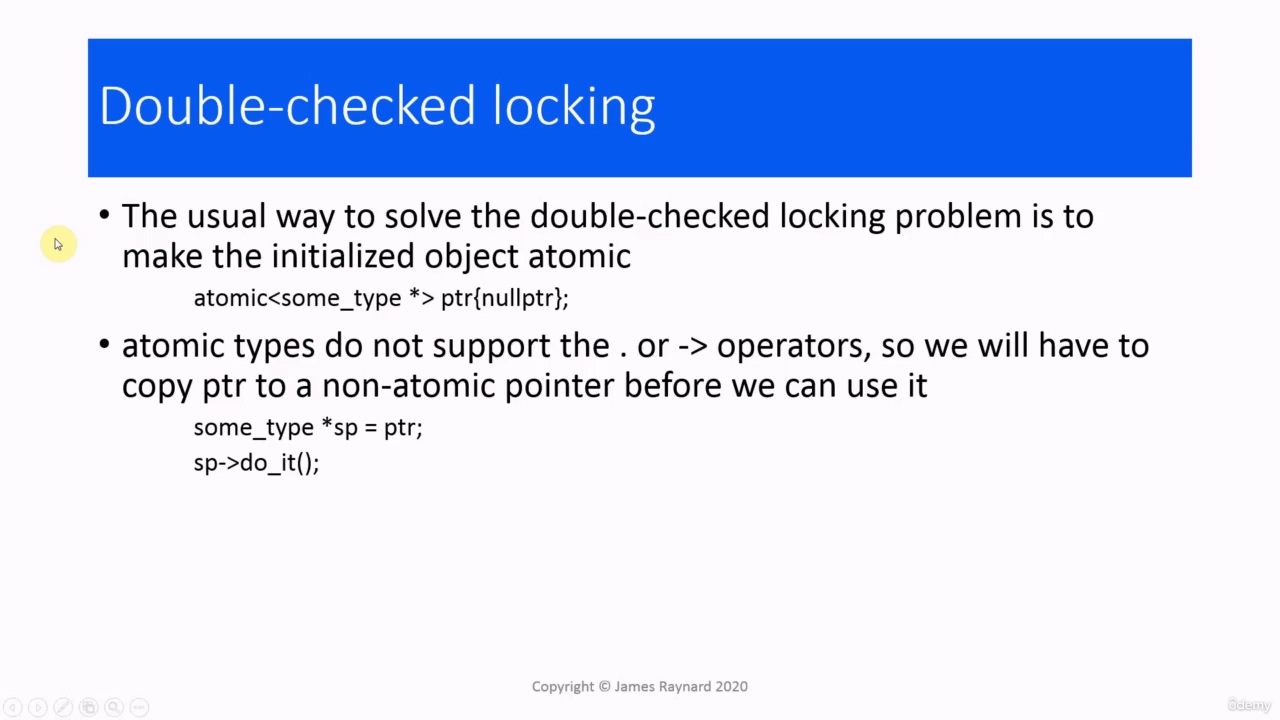 Double-checked locking
• The usual way to solve the double-checked locking problem is to
make the initialized object atomic
atomic<some_type *> ptr{nullptr};
• atomic types do not support the . or -> operators, so we will have to
copy ptr to a non-atomic pointer before we can use it
some_type *sp = ptr;
sp->do_it();
Copyright © James Raynard 2020
ûdemy